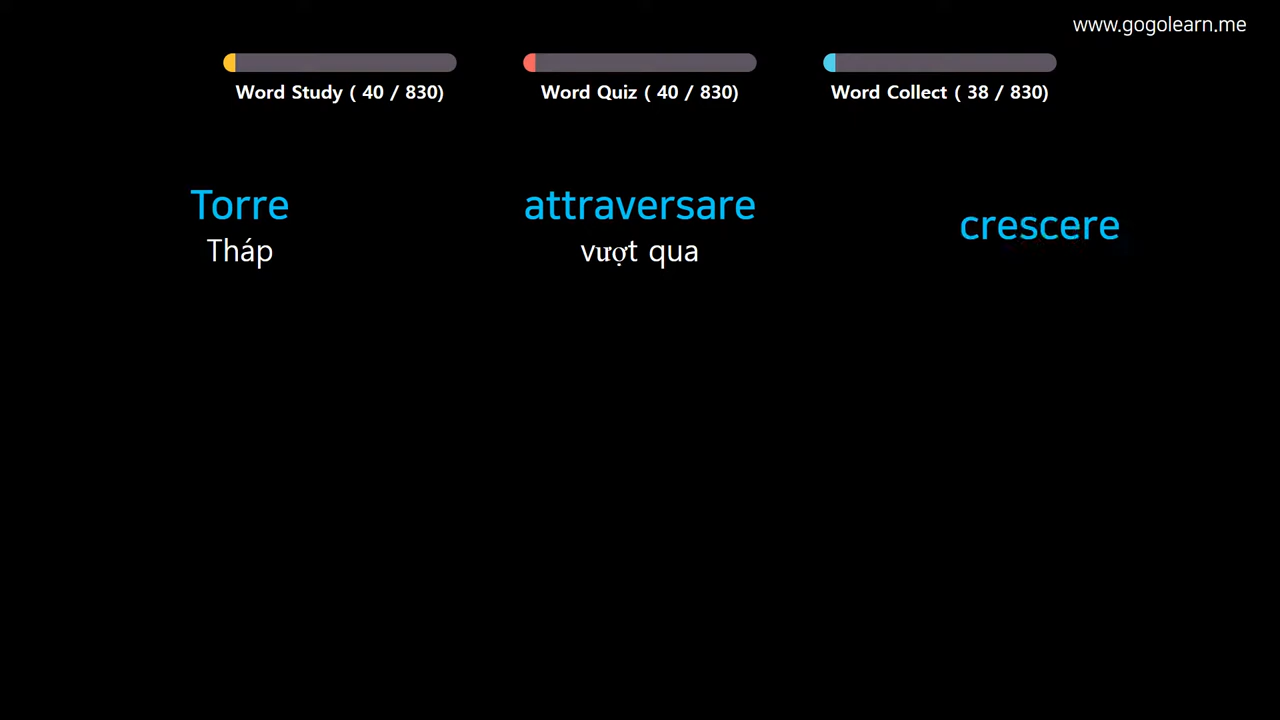 www.gogolearn.me
Word Study ( 40 / 830)
Word Quiz ( 40 / 830)
Word Collect ( 38 / 830)
Torre
Tháp
attraversare
vượt qua
crescere